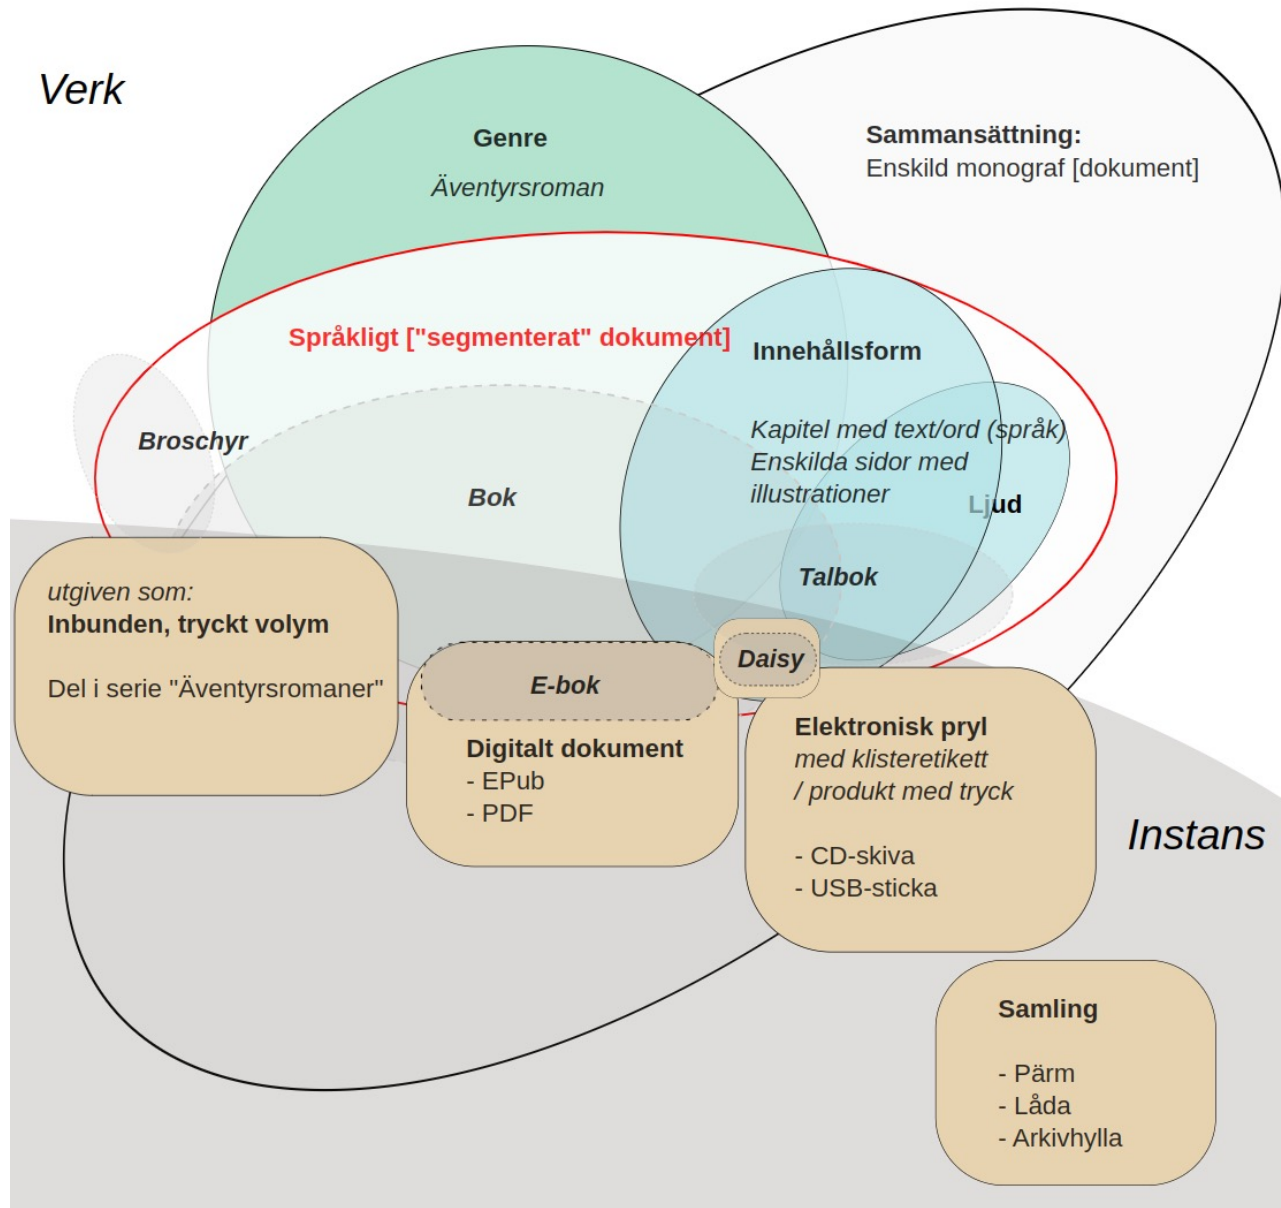 Verk
Genre
Äventyrsroman
Sammansättning:
Enskild monograf [dokument]
Språkligt ["segmenterat" dokument]
Innehållsform
Kapitel med text/ord (språk)
Enskilda sidor med
illustrationer
Broschyr
Bok
Ljud
Talbok
utgiven som:
Inbunden, tryckt volym
Del i serie "Äventyrsromaner"
E-bok
Digitalt dokument
- EPub
- PDF
Daisy
Elektronisk pryl
med klisteretikett
/ produkt med tryck
- CD-skiva
- USB-sticka
Instans
Samling
- Pärm
- Låda
- Arkivhylla